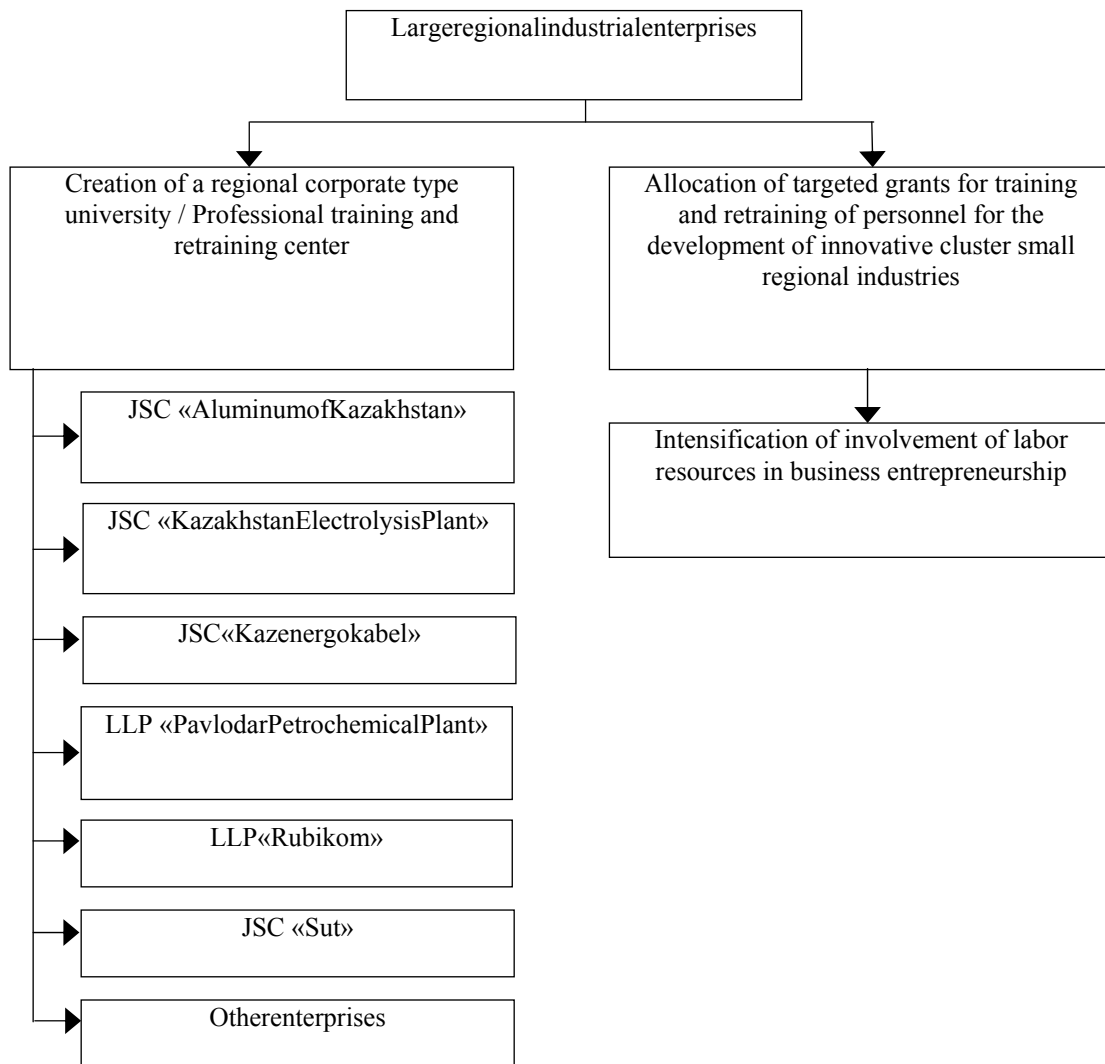 Largeregionalindustrialenterprises
Creation of a regional corporate type
university / Professional training and
retraining center
Allocation of targeted grants for training
and retraining of personnel for the
development of innovative cluster small
regional industries
JSC «AluminumofKazakhstan»
Intensification of involvement of labor
resources in business entrepreneurship
JSC «KazakhstanElectrolysisPlant»
JSC«Kazenergokabel»
LLP «PavlodarPetrochemicalPlant»
LLP«Rubikom»
JSC «Sut»
Otherenterprises